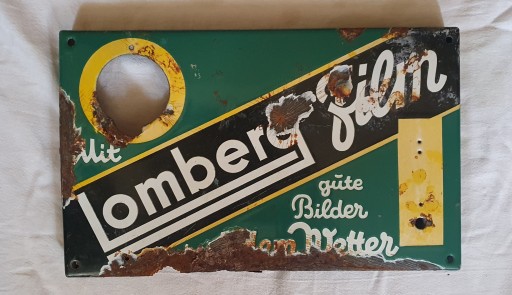 Mit
Lomberg film
gute
Bilder
Wetter